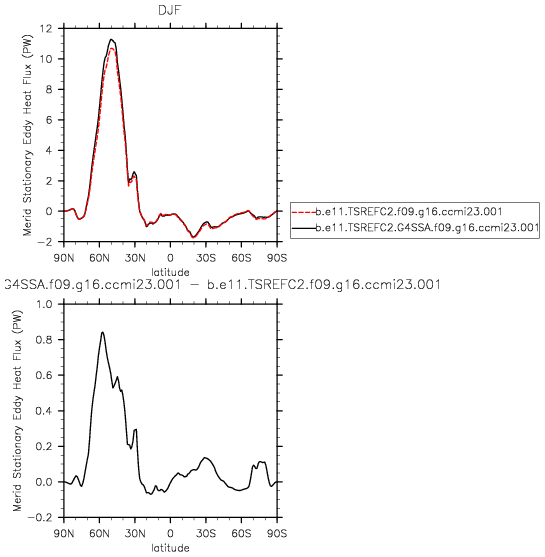 DJF
Merid Stationary Eddy Heat Flux (PW)
12
10
8
6
4
2
0
−2
90N 60N 30N 0 30S 60S 90S
latitude
b.e11.TSREFC2.f09.g16.ccmi23.001
b.e11.TSREFC2.G4SSA.f09.g16.ccmi23.001
G4SSA.f09.g16.ccmi23.001 − b.e11.TSREFC2.f09.g16.ccmi23.001
Merid Stationary Eddy Heat Flux (PW)
1.0
0.8
0.6
0.4
0.2
0.0
−0.2
90N 60N 30N 0 30S 60S 90S
latitude